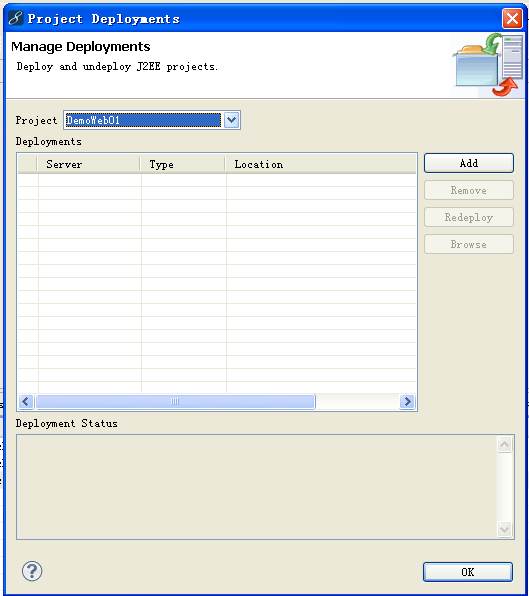 Project Deployments
Manage Deployments
Deploy and undeploy J2EE projects.
Project DemoWeb01
Deployments
Server Type Location
Add
Remove
Redeploy
Browse
Deployment Status
OK